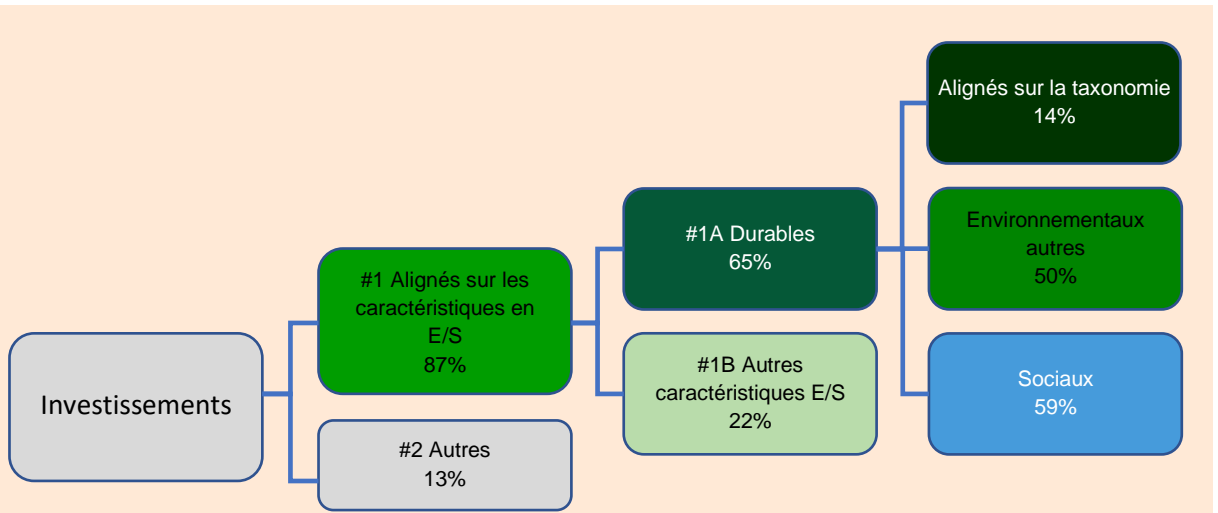 Investissements
#1 Alignés sur les
caractéristiques en
E/S
87%
#2 Autres
13%
#1A Durables
65%
#1B Autres
caractéristiques E/S
22%
Alignés sur la taxonomie
14%
Environnementaux
autres
50%
Sociaux
59%